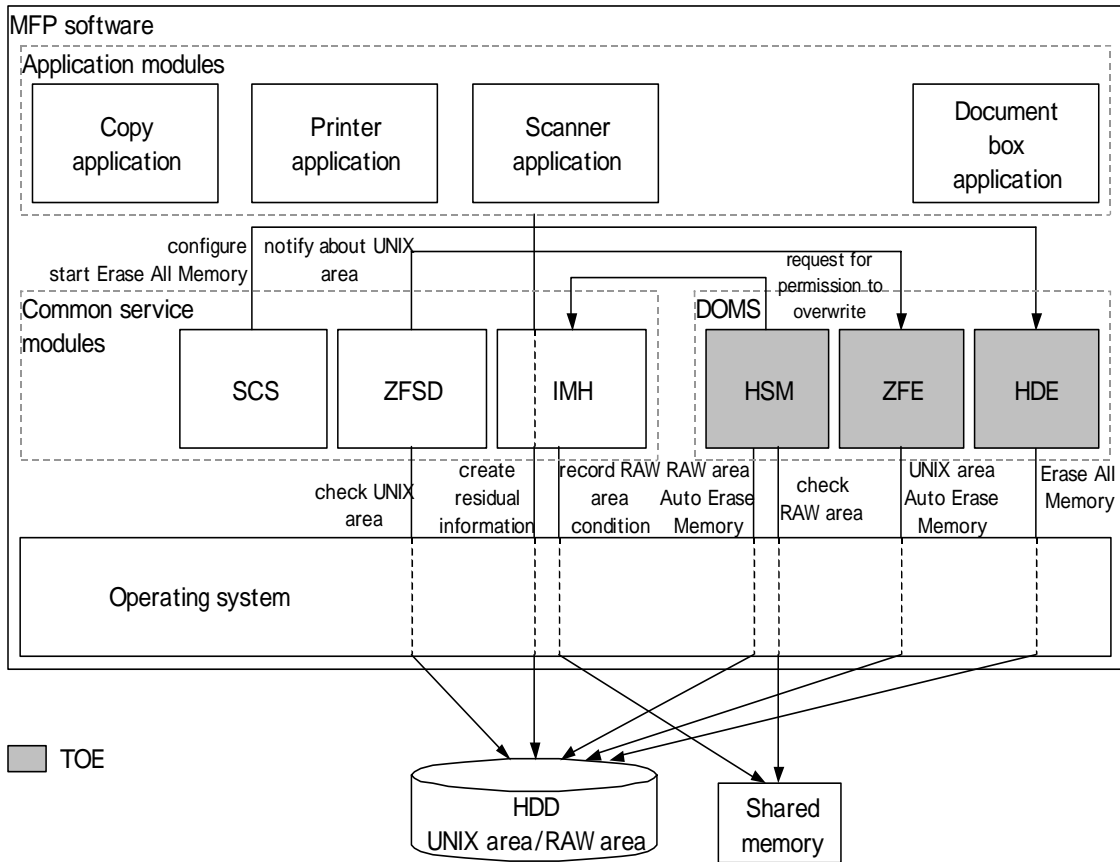 MFP software
Application modules
Copy
application
Printer
application
Scanner
application
Document
box
application
configure
start Erase All Memory
notify about UNIX
area
request for
permission to
overwrite
Common service
modules
DOMS
SCS
ZFSD
IMH
HSM
ZFE
HDE
check UNIX
area
create
residual
information
record RAW
area
condition
RAW area
Auto Erase
Memory
check
RAW area
UNIX area
Auto Erase
Memory
Erase All
Memory
Operating system
TOE
HDD
UNIX area/RAW area
Shared
memory